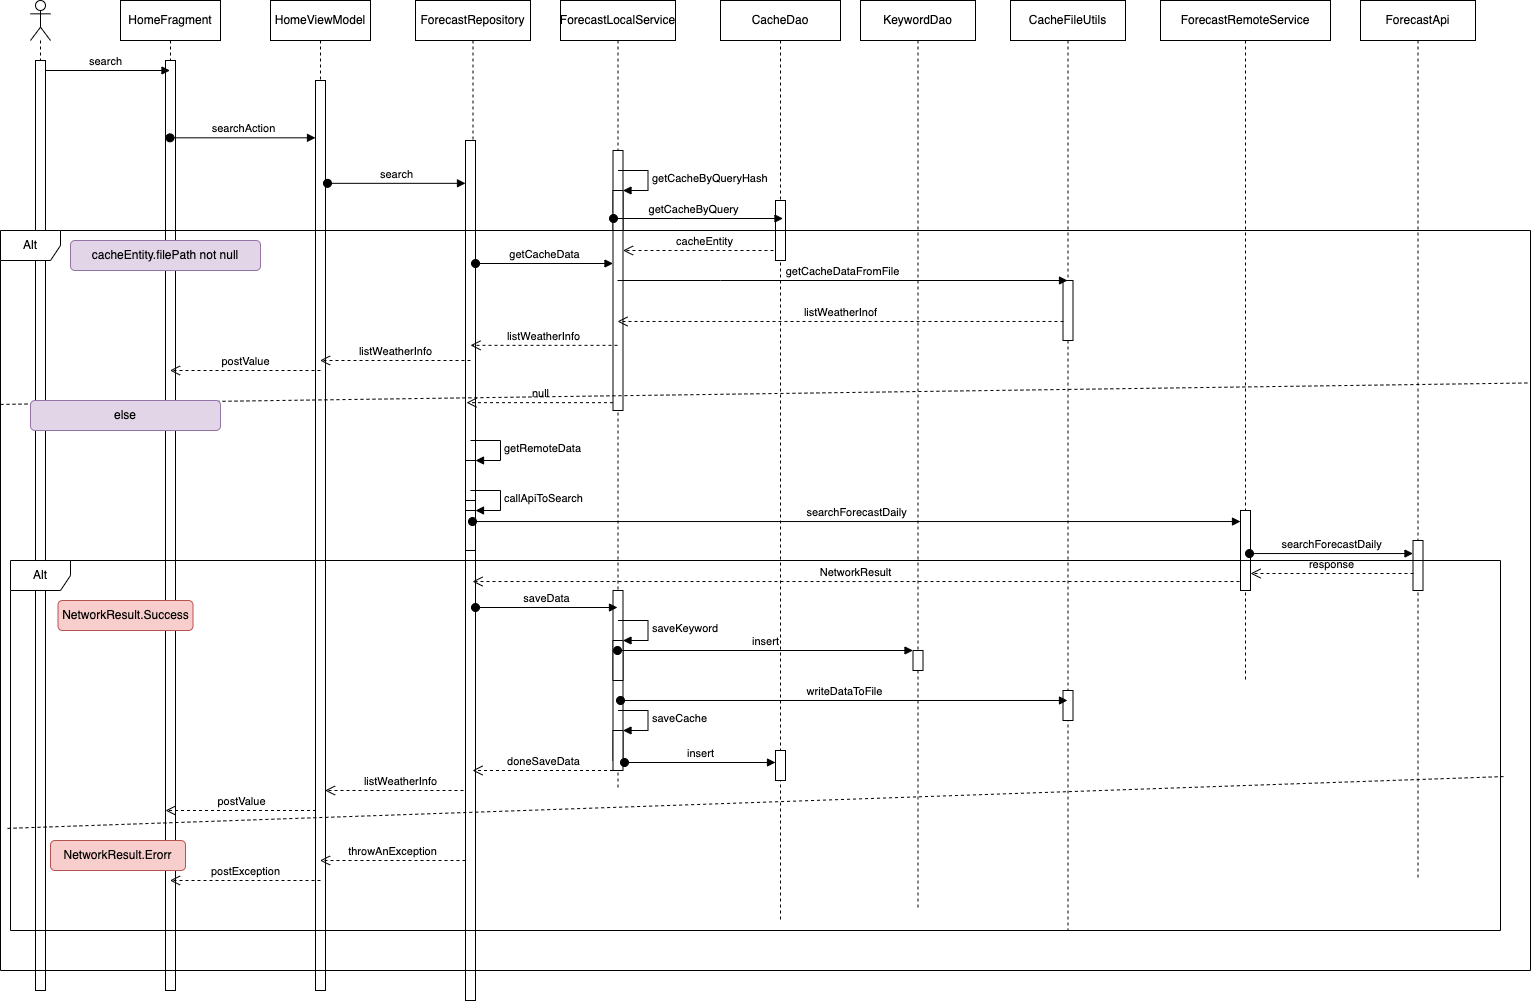 HomeFragment
HomeViewModel
ForecastRepository
ForecastLocalService
CacheDao
KeywordDao
CacheFileUtils
ForecastRemoteService
ForecastApi
search
searchAction
search
getCacheByQueryHash
getCacheByQuery
Alt
cacheEntity.filePath not null
cacheEntity
getCacheData
getCacheDataFromFile
listWeatherInof
listWeatherInfo
listWeatherInfo
postValue
null
else
getRemoteData
callApiToSearch
searchForecastDaily
searchForecastDaily
response
Alt
NetworkResult
saveData
NetworkResult.Success
saveKeyword
insert
writeDataToFile
saveCache
insert
doneSaveData
listWeatherInfo
postValue
NetworkResult.Erorr
throwAnException
postException